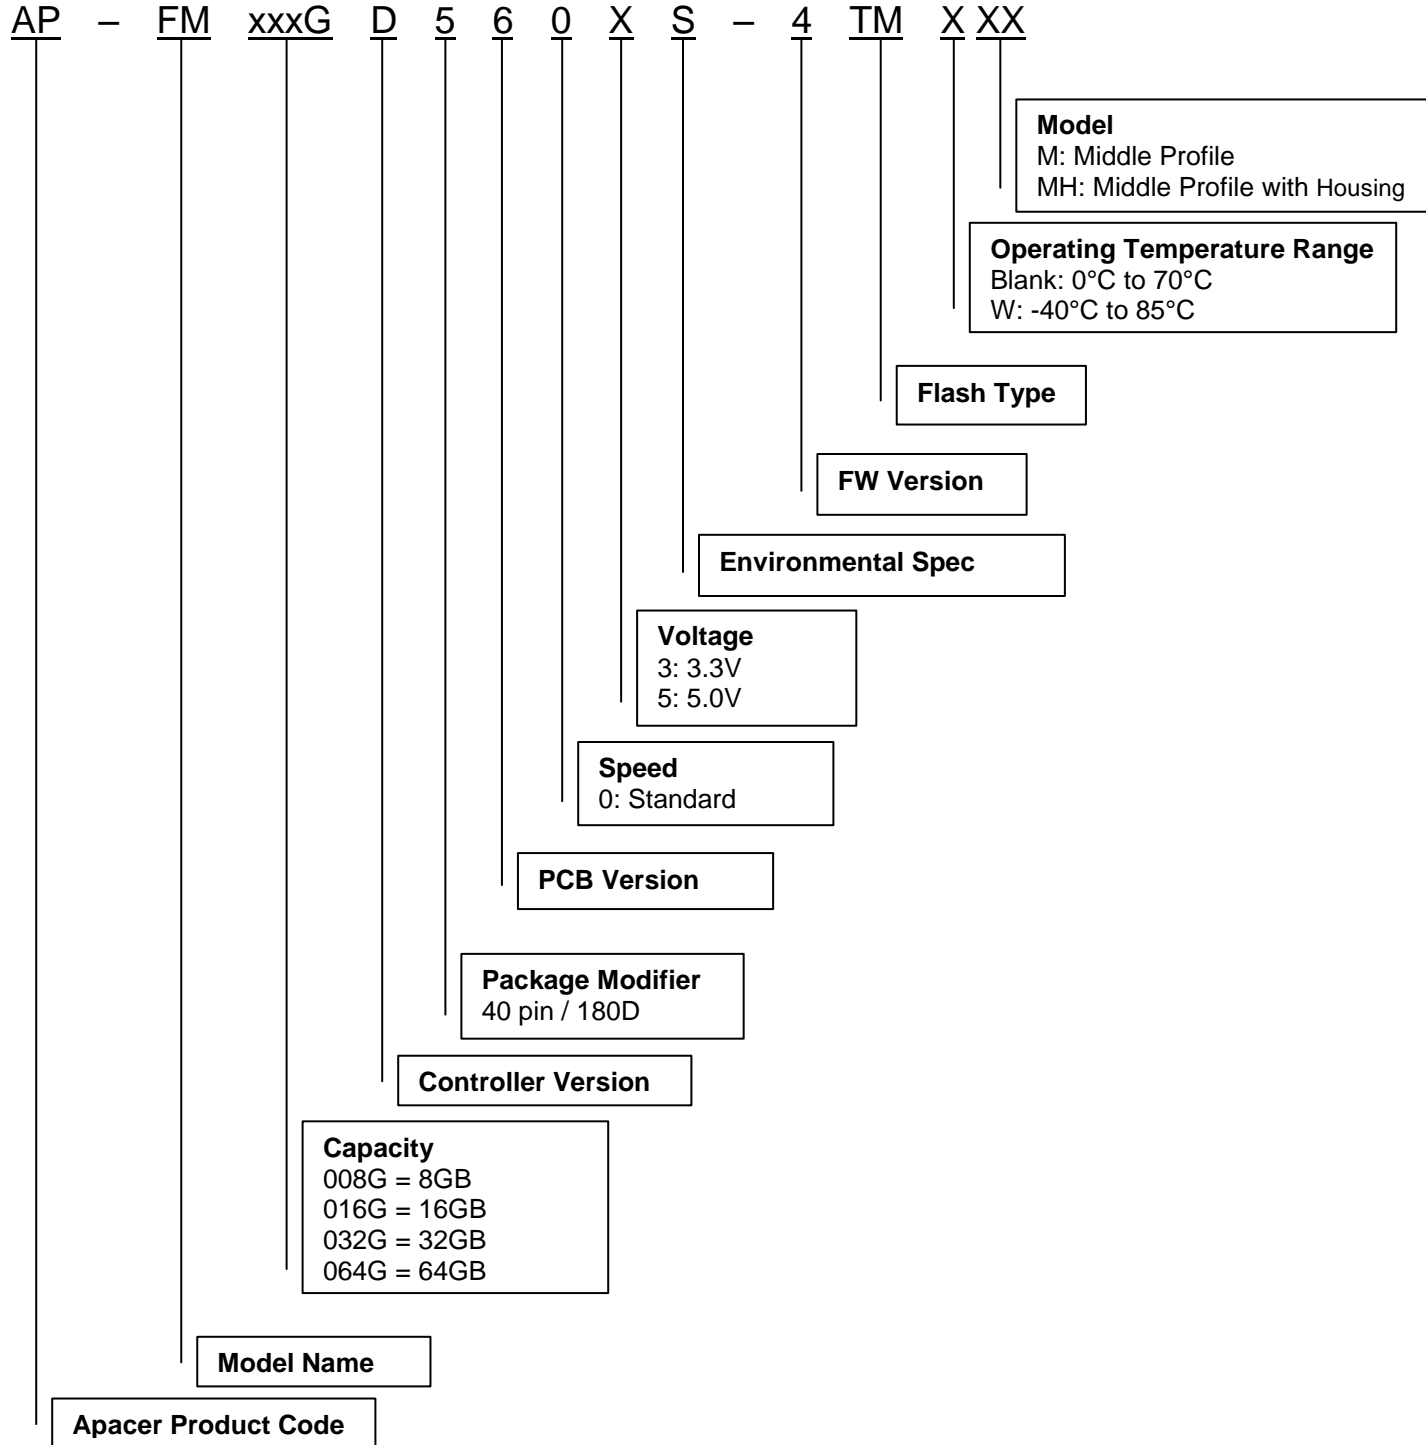 AP – FM xxxG D 5 6 0 X S – 4 TM X XX
Model
M: Middle Profile
MH: Middle Profile with Housing
Operating Temperature Range
Blank: 0°C to 70°C
W: -40°C to 85°C
Flash Type
FW Version
Environmental Spec
Voltage
3: 3.3V
5: 5.0V
Speed
0: Standard
PCB Version
Package Modifier
40 pin / 180D
Controller Version
Capacity
008G = 8GB
016G = 16GB
032G = 32GB
064G = 64GB
Model Name
Apacer Product Code